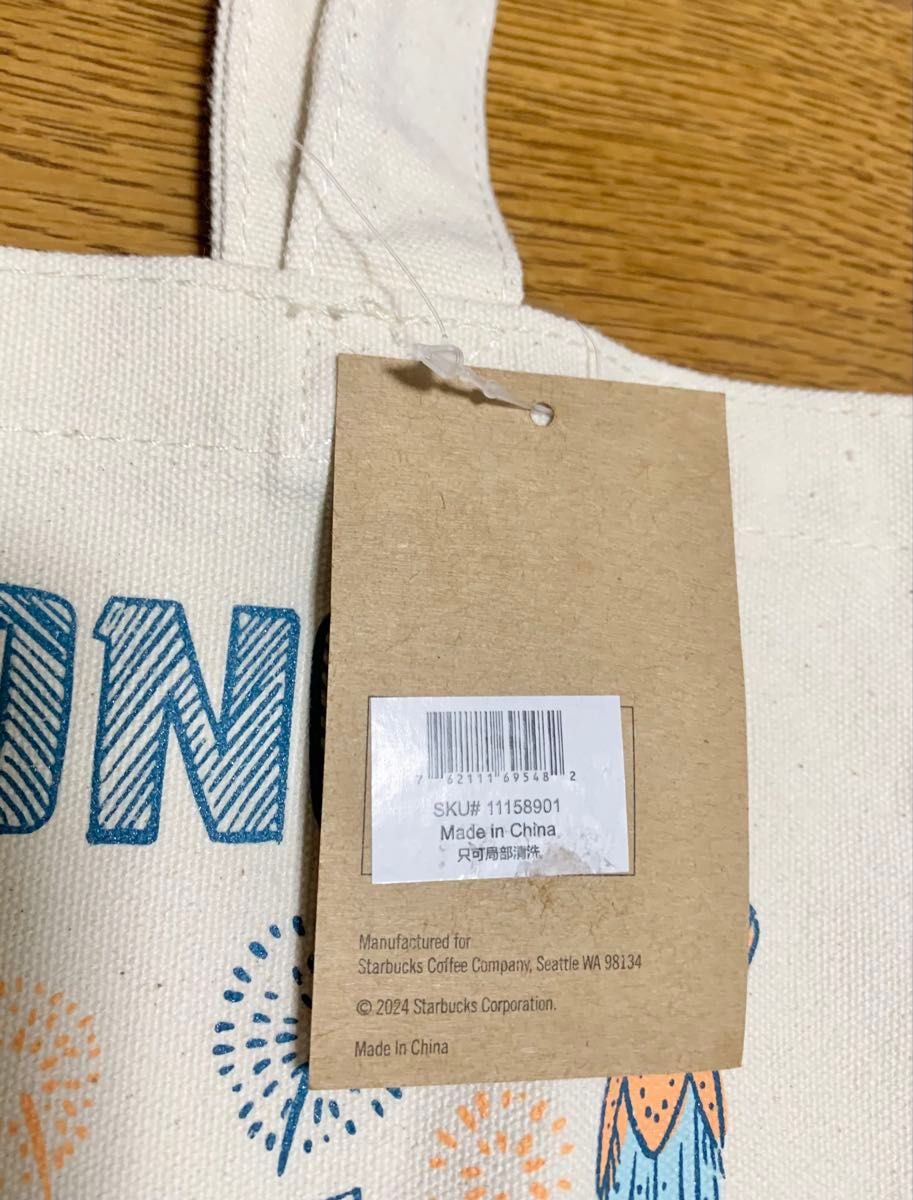 ON
7 62111 69548 2
SKU# 11158901
Made in China
只可局部清洗
Manufactured for
Starbucks Coffee Company, Seattle WA 98134
© 2024 Starbucks Corporation.
Made In China